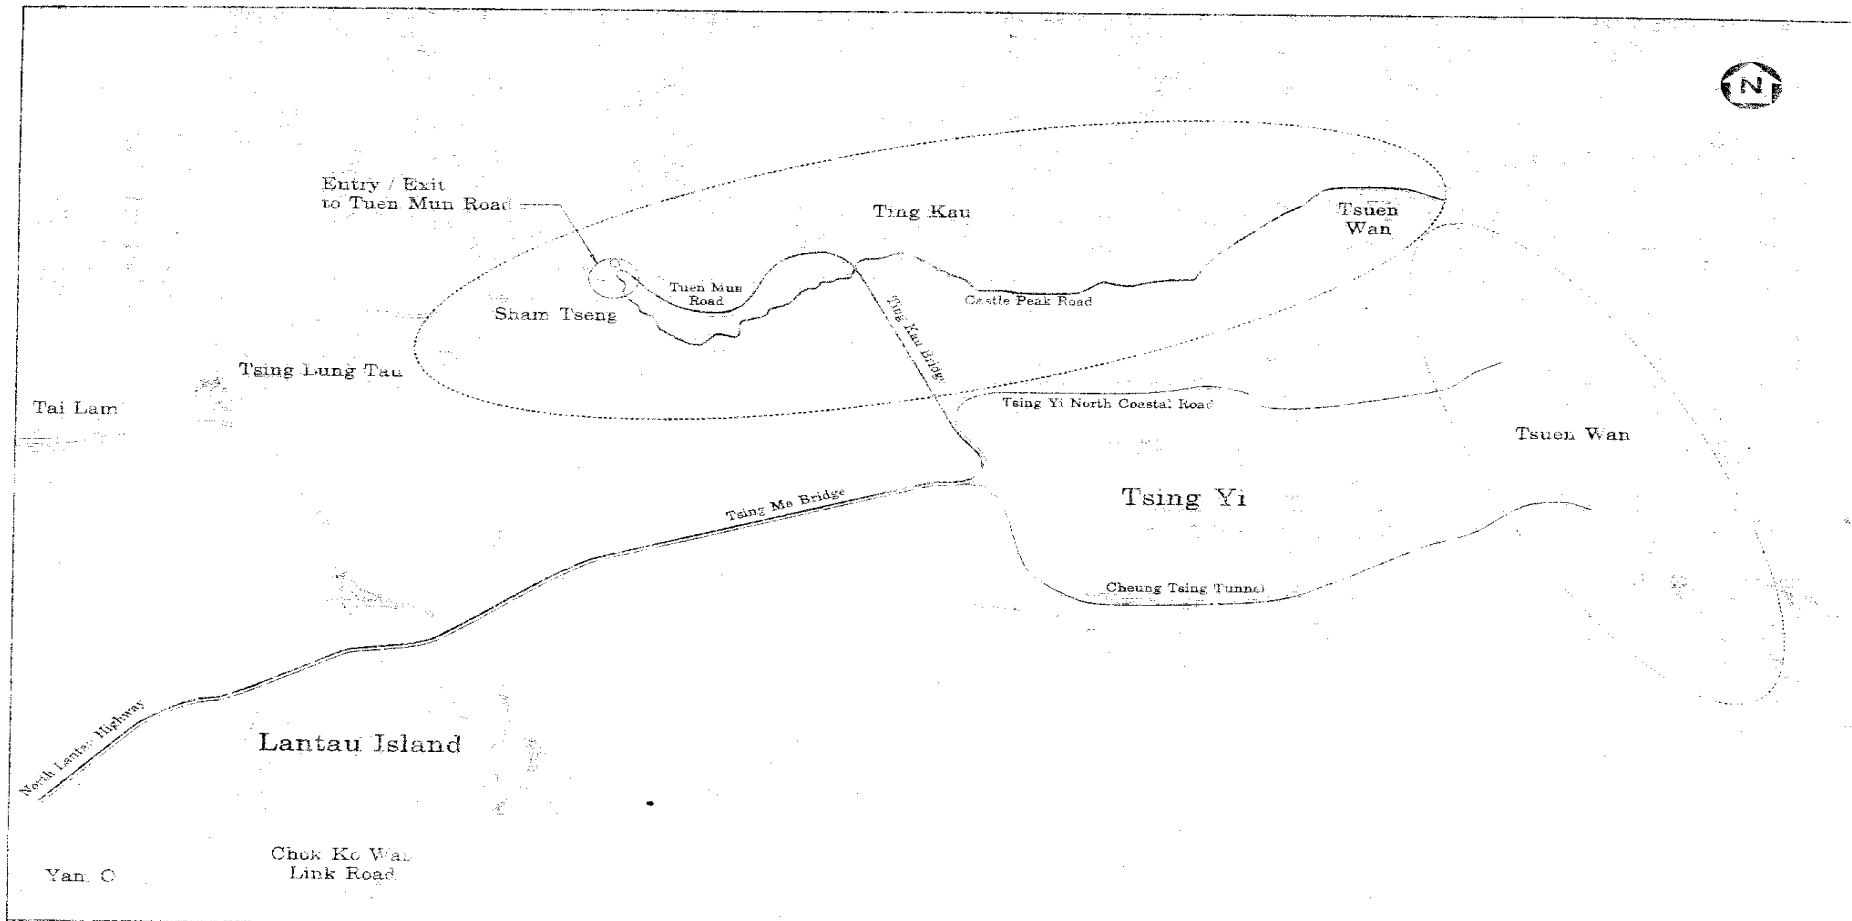 N
Entry / Exit
to Tuen Mun Road
Ting Kau
Tsuen
Wan
Tuen Mun
Road
Castle Peak Road
Sham Tseng
Ting Kau Bridge
Tsing Lung Tau
Tai Lam
Tsing Yi North Coastal Road
Tsuen Wan
Tsing Yi
Tsing Ma Bridge
Cheung Tsing Tunnel
North Lantau Highway
Lantau Island
Chok Ko Wan
Link Road
Yam O